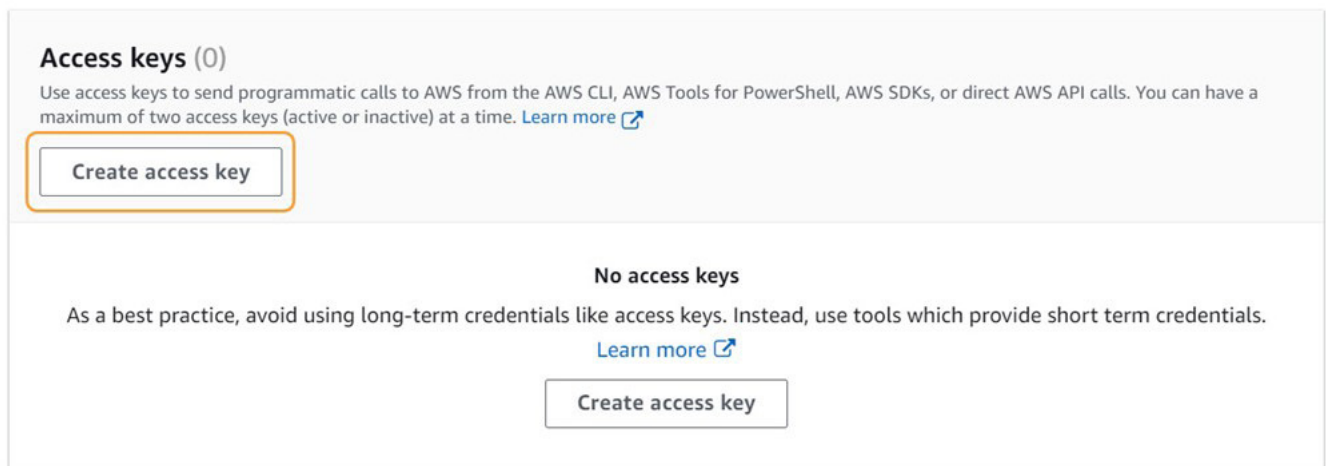 Access keys (0)
Use access keys to send programmatic calls to AWS from the AWS CLI, AWS Tools for PowerShell, AWS SDKs, or direct AWS API calls. You can have a
maximum of two access keys (active or inactive) at a time. Learn more
Create access key
No access keys
As a best practice, avoid using long-term credentials like access keys. Instead, use tools which provide short term credentials.
Learn more
Create access key